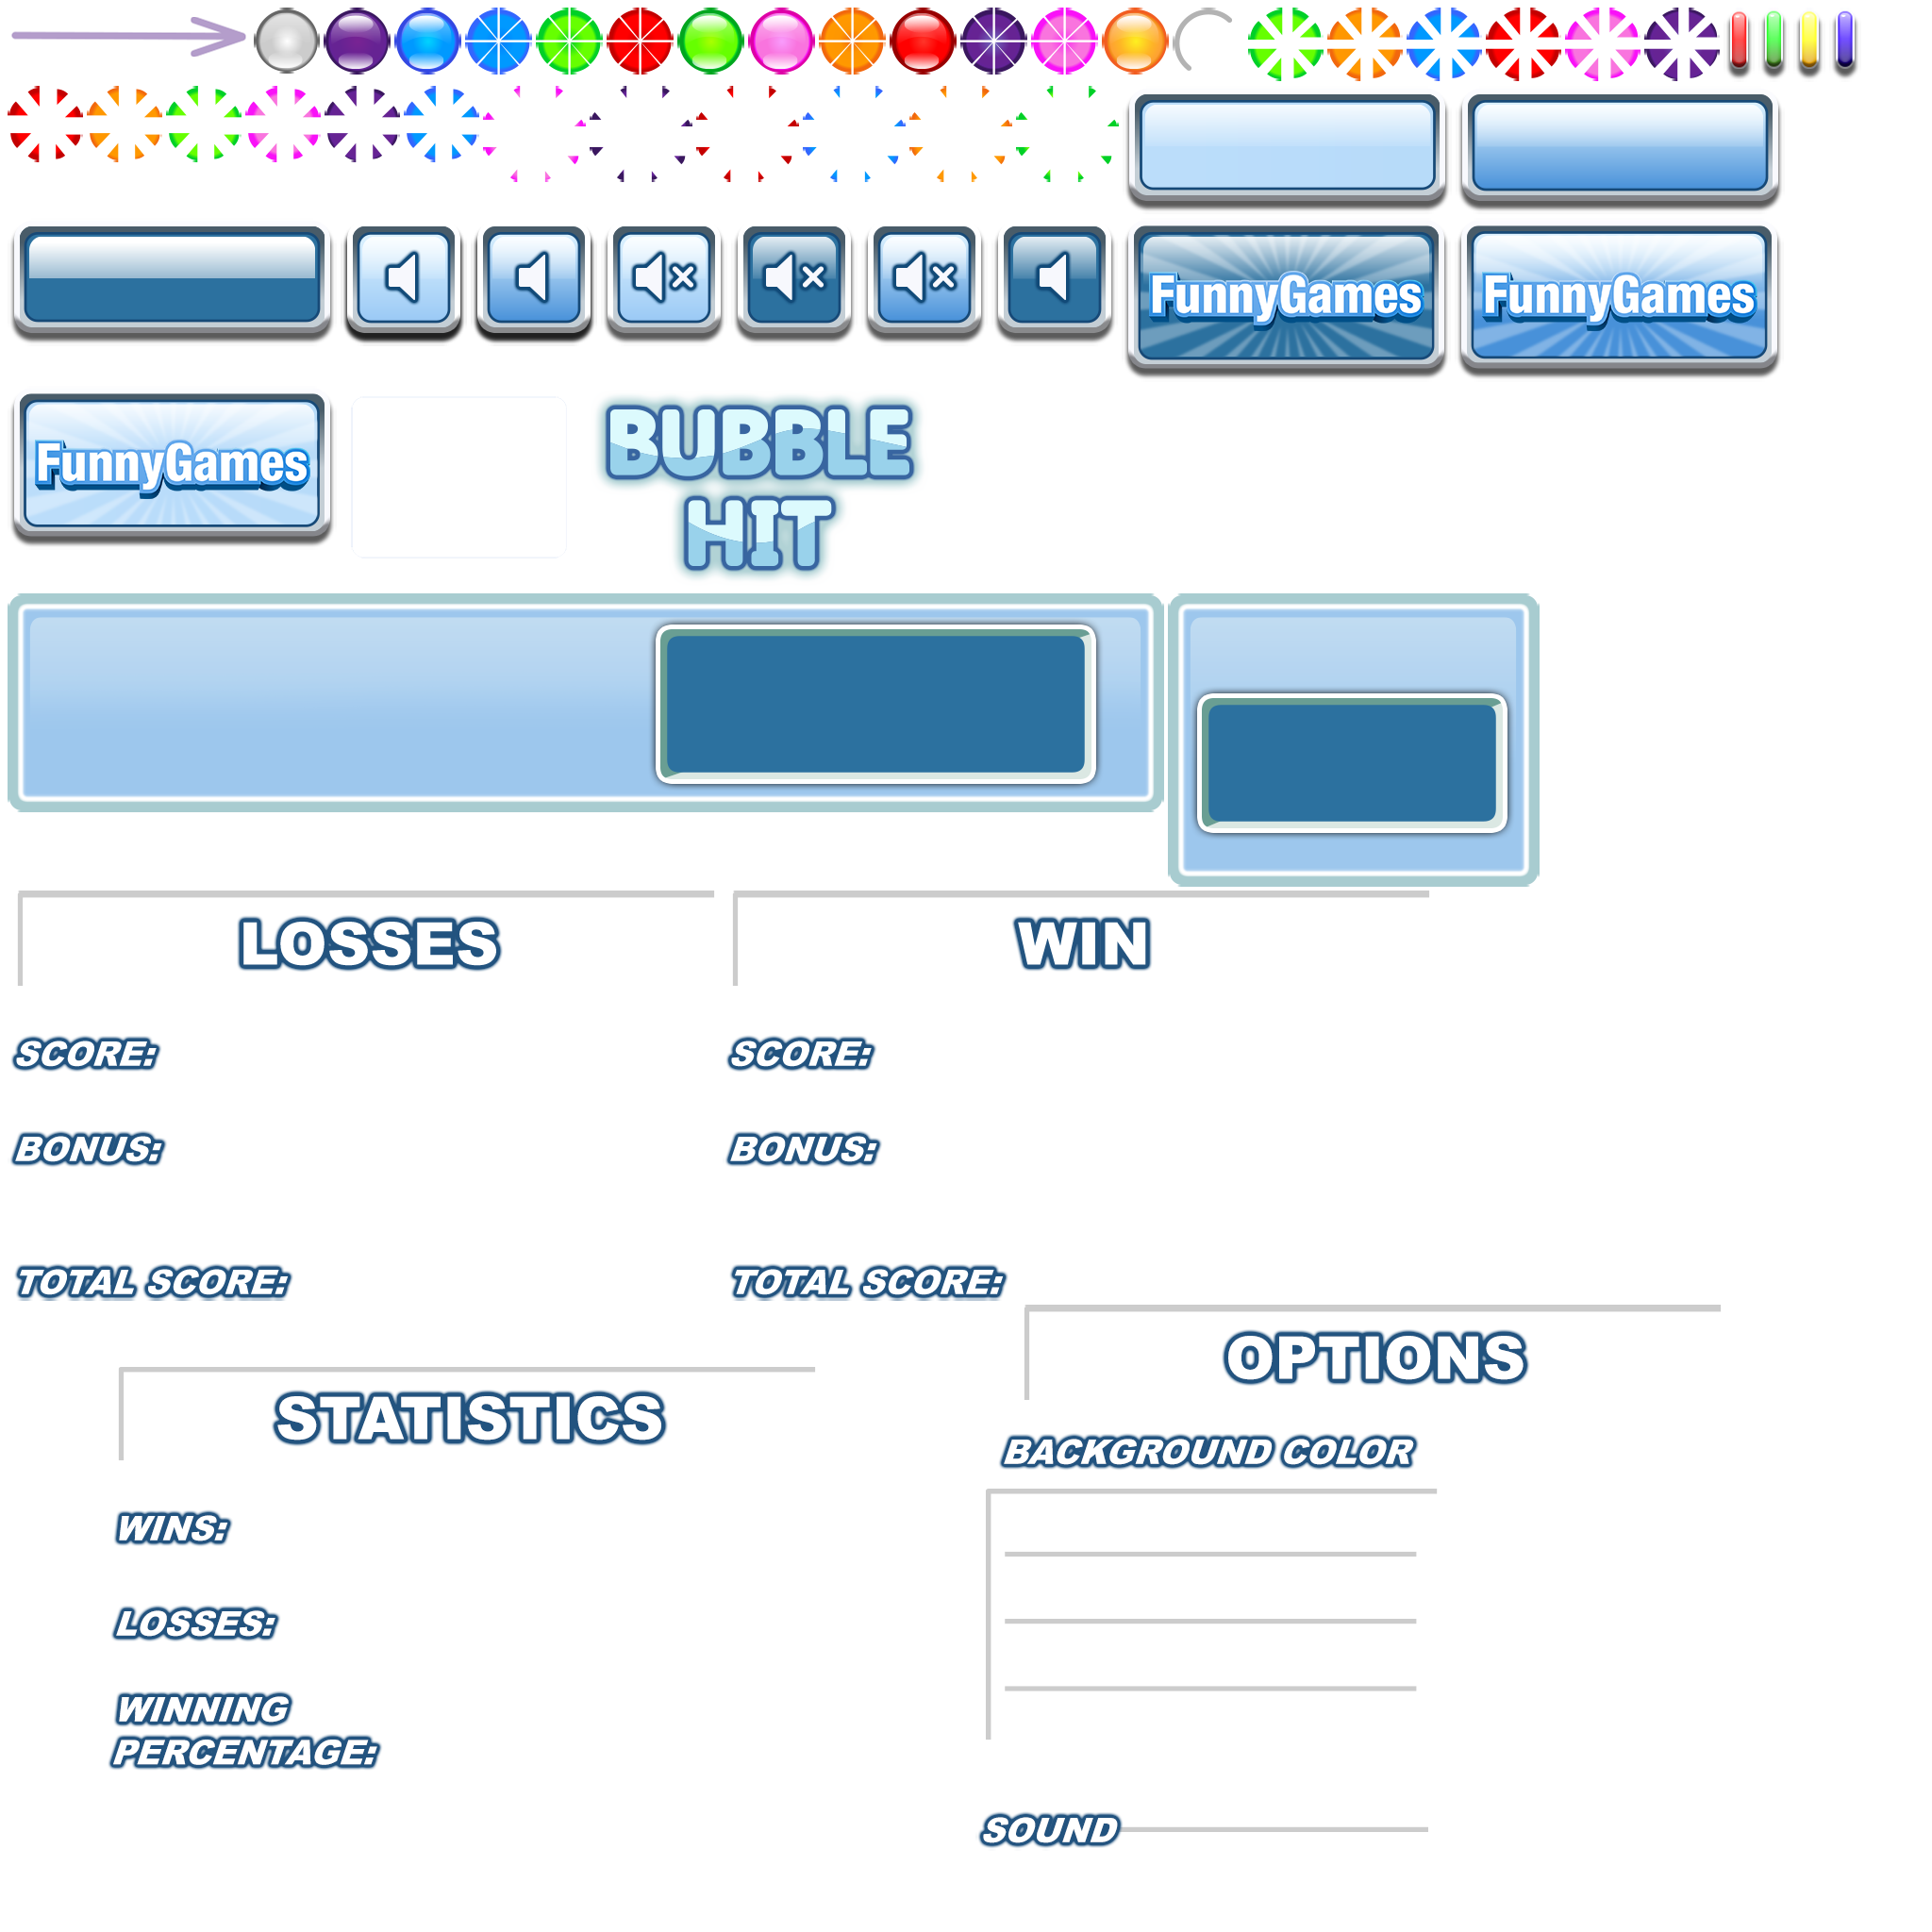 FunnyGames
FunnyGames
FunnyGames
BUBBLE
HIT
LOSSES
WIN
SCORE:
SCORE:
BONUS:
BONUS:
TOTAL SCORE:
TOTAL SCORE:
OPTIONS
STATISTICS
BACKGROUND COLOR
WINS:
LOSSES:
WINNING
PERCENTAGE:
SOUND